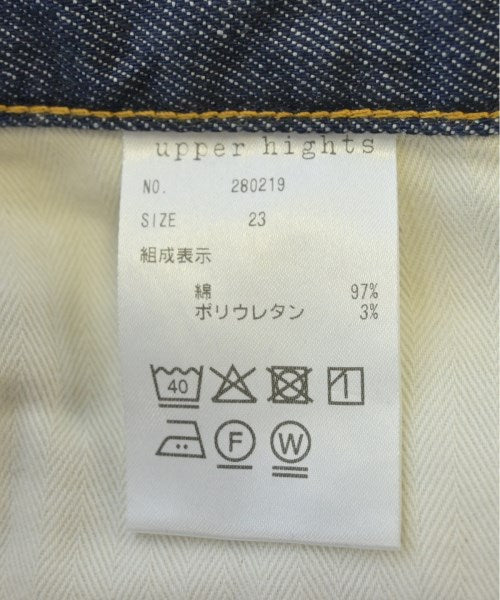 upper hights
NO. 280219
SIZE 23
組成表示
綿 97%
ポリウレタン 3%
40
F W